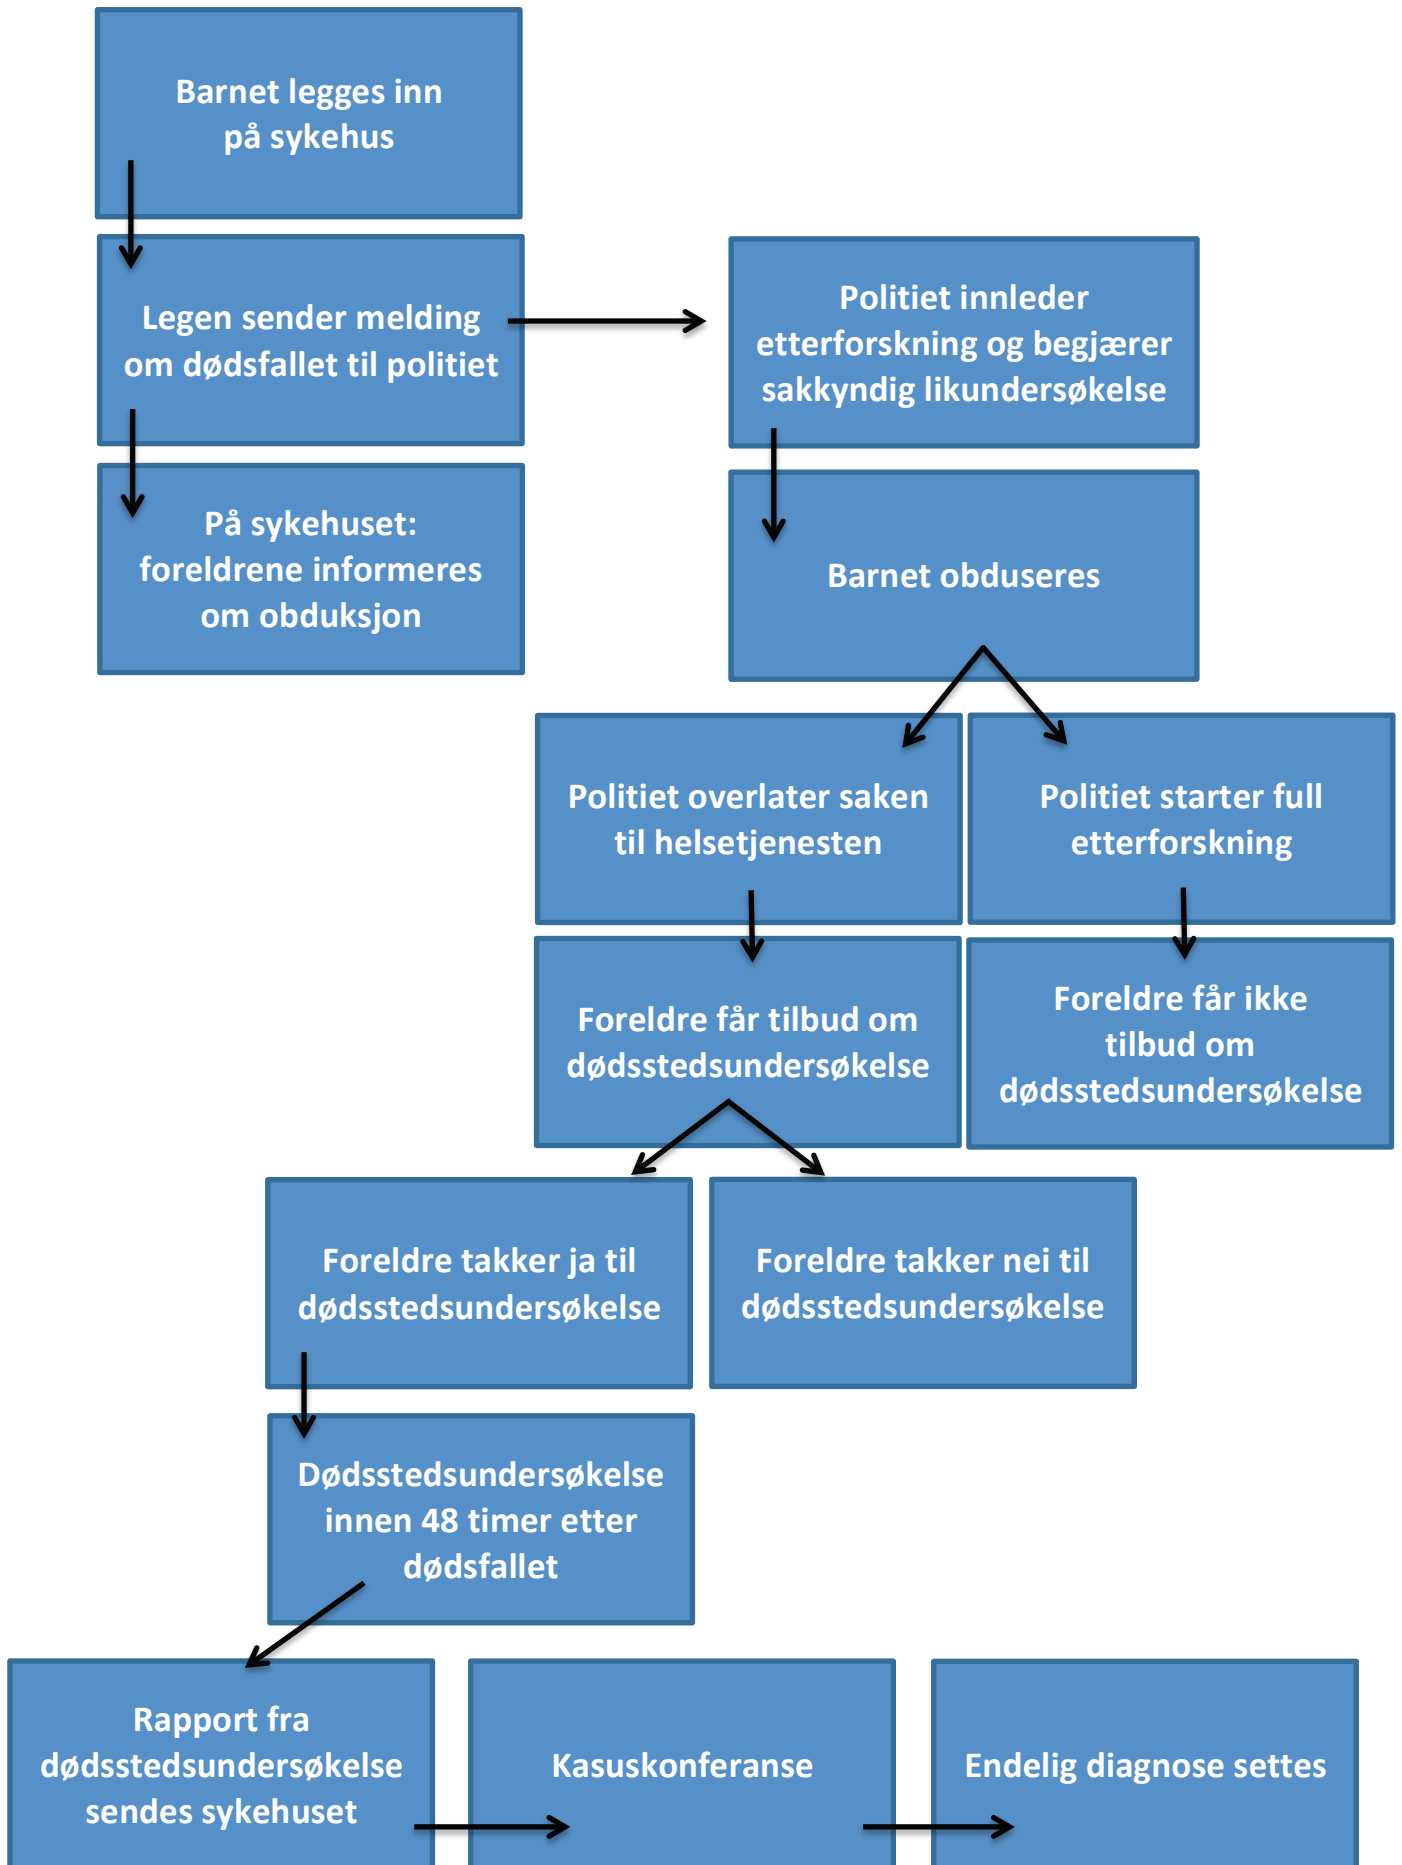 Barnet legges inn
på sykehus
Legen sender melding
om dødsfallet til politiet
Politiet innleder
etterforskning og begjærer
sakkyndig likundersøkelse
På sykehuset:
foreldrene informeres
om obduksjon
Barnet obduseres
Politiet overlater saken
til helsetjenesten
Politiet starter full
etterforskning
Foreldre får tilbud om
dødsstedsundersøkelse
Foreldre får ikke
tilbud om
dødsstedsundersøkelse
Foreldre takker ja til
dødsstedsundersøkelse
Foreldre takker nei til
dødsstedsundersøkelse
Dødsstedsundersøkelse
innen 48 timer etter
dødsfallet
Rapport fra
dødsstedsundersøkelse
sendes sykehuset
Kasuskonferanse
Endelig diagnose settes